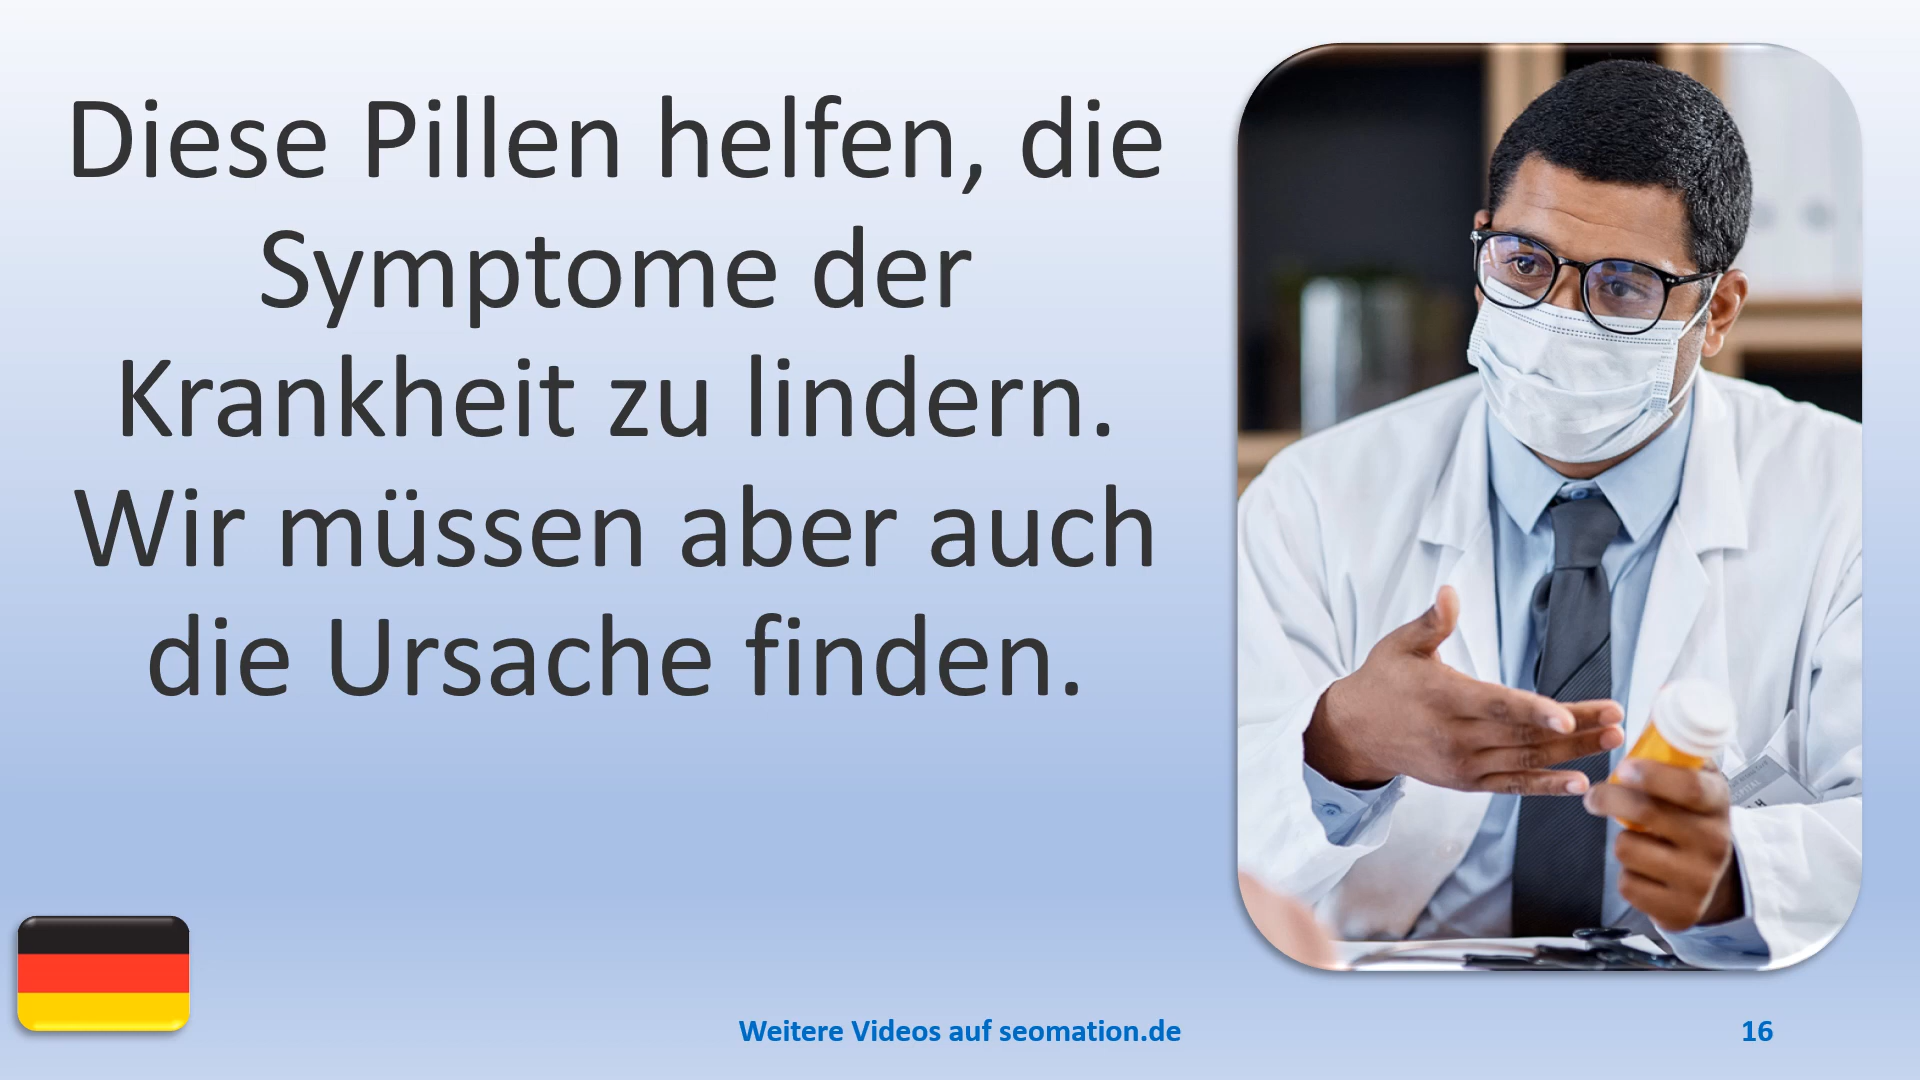 Diese Pillen helfen, die
Symptome der
Krankheit zu lindern.
Wir müssen aber auch
die Ursache finden.
Weitere Videos auf seomation.de
16